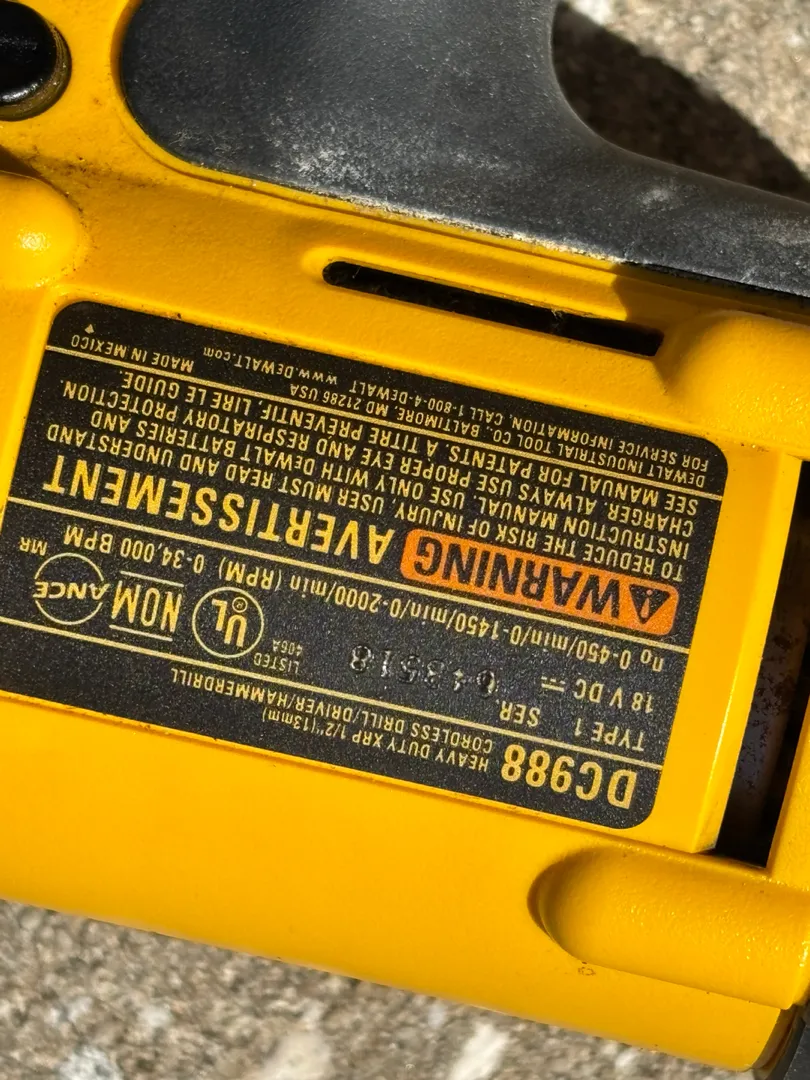 DC988 HEAVY DUTY XRP 1/2" (13mm)
CORDLESS DRILL/DRIVER/HAMMERDRILL
TYPE 1 SER.
18 V DC ⎓
LISTED
406A
UL ®
NOM
ANCE
MR
n₀ 0-450/min/0-1450/min/0-2000/min (RPM) 0-34,000 BPM
⚠WARNING AVERTISSEMENT
TO REDUCE THE RISK OF INJURY, USER MUST READ AND UNDERSTAND
INSTRUCTION MANUAL. USE ONLY WITH DEWALT BATTERIES AND
CHARGER. ALWAYS USE PROPER EYE AND RESPIRATORY PROTECTION.
SEE MANUAL FOR PATENTS. A TITRE PREVENTIF, LIRE LE GUIDE.
DEWALT INDUSTRIAL TOOL CO., BALTIMORE, MD 21286 USA
FOR SERVICE INFORMATION, CALL 1-800-4-DEWALT www.DEWALT.com MADE IN MEXICO